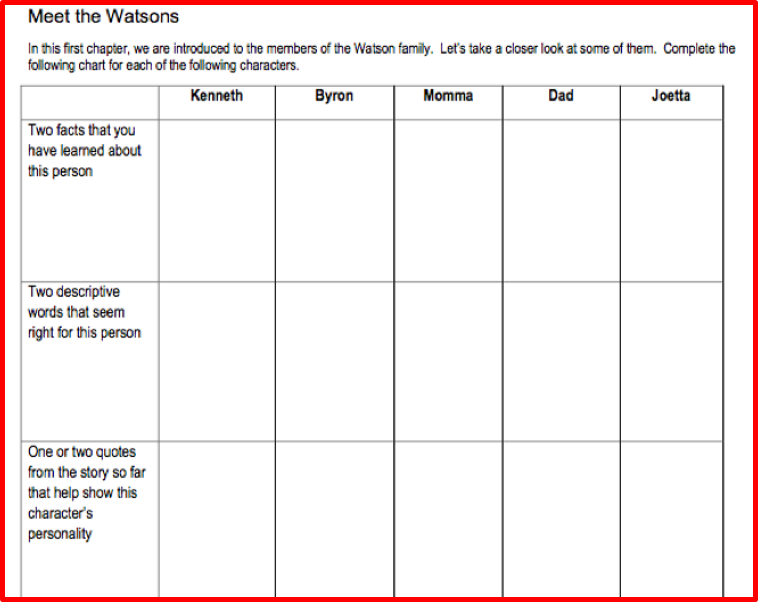 Meet the Watsons
In this first chapter, we are introduced to the members of the Watson family.  Let's take a closer look at some of them.  Complete the
following chart for each of the following characters.
Kenneth Byron Momma Dad Joetta
Two facts that you
have learned about
this person
Two descriptive
words that seem
right for this person
One or two quotes
from the story so far
that help show this
character's
personality